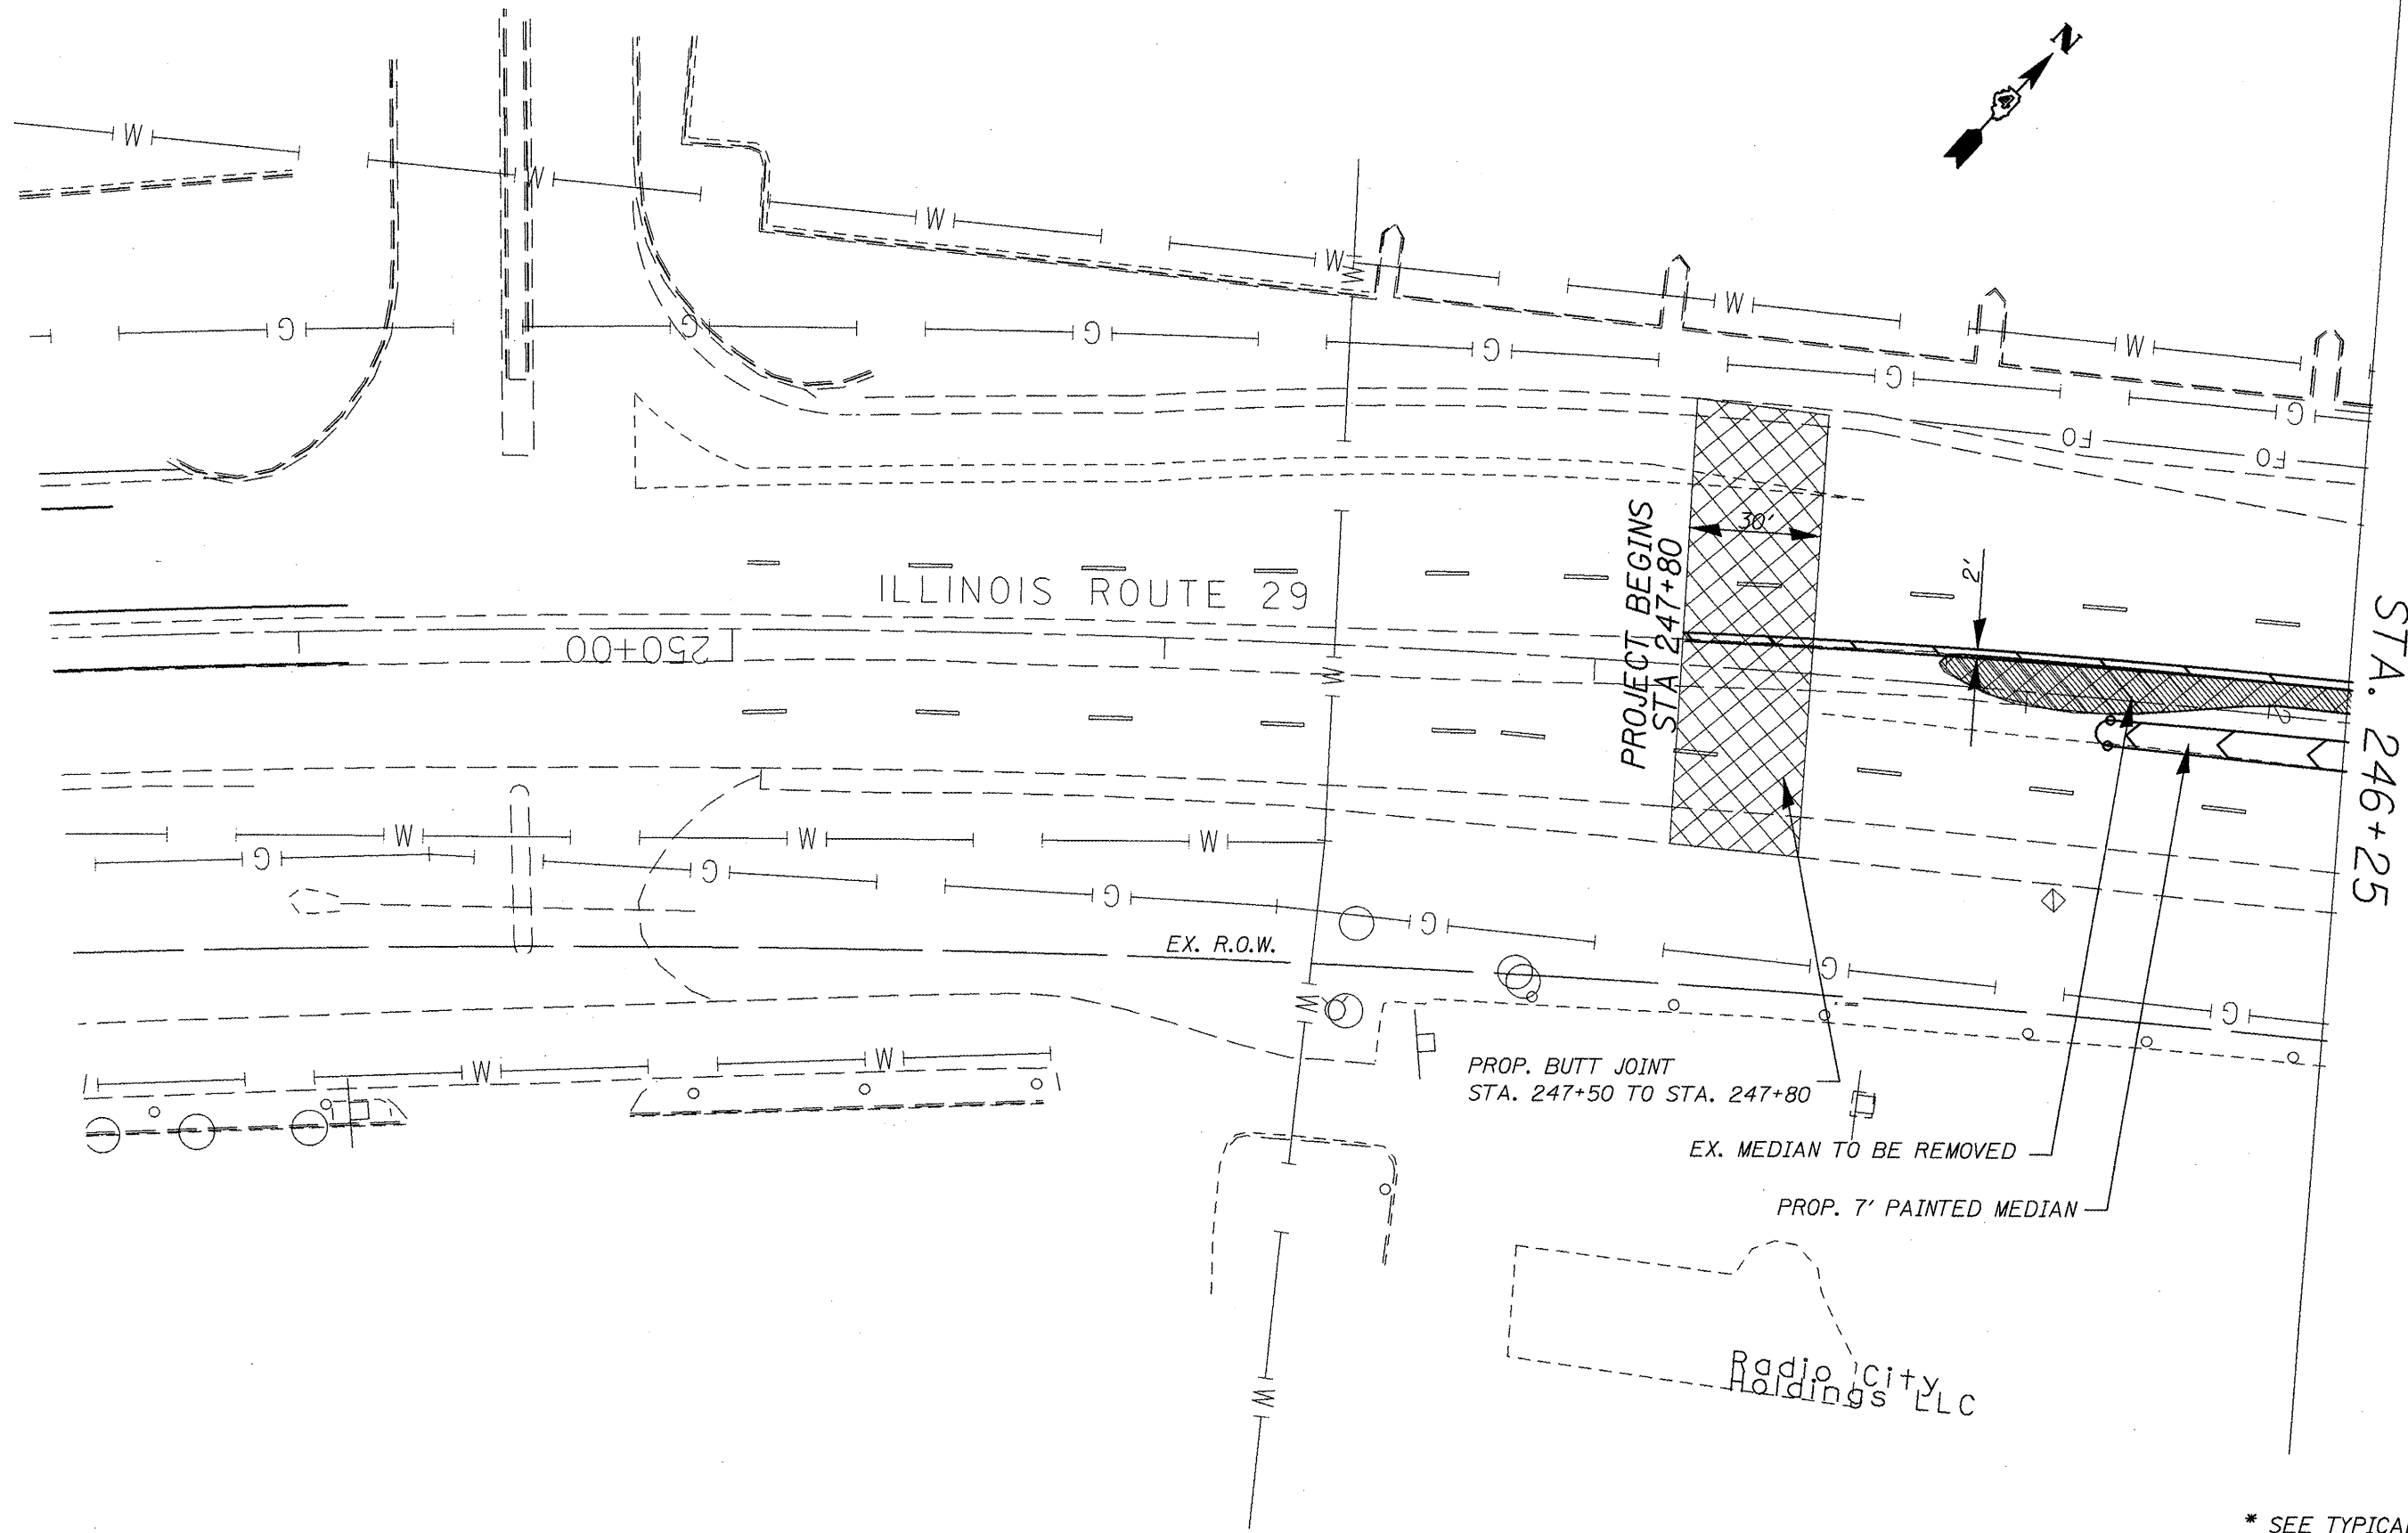 N
W
W
W
W
W
W
W
G
G
G
G
G
G
FO
FO
30'
2'
ILLINOIS ROUTE 29
250+00
PROJECT BEGINS
STA 247+80
STA. 246+25
W
2
W
W
W
G
G
G
G
G
G
EX. R.O.W.
W
W
W
PROP. BUTT JOINT
STA. 247+50 TO STA. 247+80
EX. MEDIAN TO BE REMOVED
PROP. 7' PAINTED MEDIAN
Radio City
Holdings LLC
W
* SEE TYPICAL